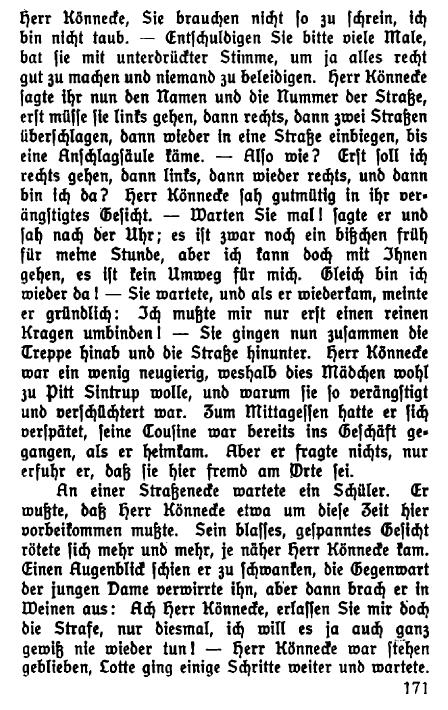 Herr Könnecke, Sie brauchen nicht so zu schrein, ich
bin nicht taub. — Entschuldigen Sie bitte viele Male,
bat sie mit unterdrückter Stimme, um ja alles recht
gut zu machen und niemand zu beleidigen. Herr Könnecke
sagte ihr nun den Namen und die Nummer der Straße,
erst müsse sie links gehen, dann rechts, dann zwei Straßen
überschlagen, dann wieder in eine Straße einbiegen, bis
eine Anschlagsäule käme. — Also wie? Erst soll ich
rechts gehen, dann links, dann wieder rechts, und dann
bin ich da? Herr Könnecke sah gutmütig in ihr ver-
ängstigtes Gesicht. — Warten Sie mal! sagte er und
sah nach der Uhr; es ist zwar noch ein bißchen früh
für meine Stunde, aber ich kann doch mit Ihnen
gehen, es ist kein Umweg für mich. Gleich bin ich
wieder da! — Sie wartete, und als er wiederkam, meinte
er gründlich: Ich mußte mir nur erst einen reinen
Kragen umbinden! — Sie gingen nun zusammen die
Treppe hinab und die Straße hinunter. Herr Könnecke
war ein wenig neugierig, weshalb dies Mädchen wohl
zu Pitt Sintrup wolle, und warum sie so verängstigt
und verschüchtert war. Zum Mittagessen hatte er sich
verspätet, seine Cousine war bereits ins Geschäft ge-
gangen, als er heimkam. Aber er fragte nichts, nur
erfuhr er, daß sie hier fremd am Orte sei.
An einer Straßenecke wartete ein Schüler. Er
wußte, daß Herr Könnecke etwa um diese Zeit hier
vorbeikommen mußte. Sein blasses, gespanntes Gesicht
rötete sich mehr und mehr, je näher Herr Könnecke kam.
Einen Augenblick schien er zu schwanken, die Gegenwart
der jungen Dame verwirrte ihn, aber dann brach er in
Weinen aus: Ach Herr Könnecke, erlassen Sie mir doch
die Strafe, nur diesmal, ich will es ja auch ganz
gewiß nie wieder tun! — Herr Könnecke war stehen
geblieben, Lotte ging einige Schritte weiter und wartete.
171